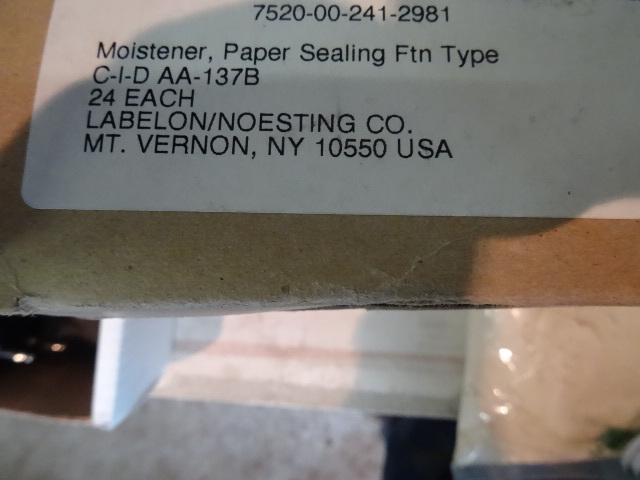 7520-00-241-2981
Moistener, Paper Sealing Ftn Type
C-I-D AA-137B
24 EACH
LABELON/NOESTING CO.
MT. VERNON, NY 10550 USA